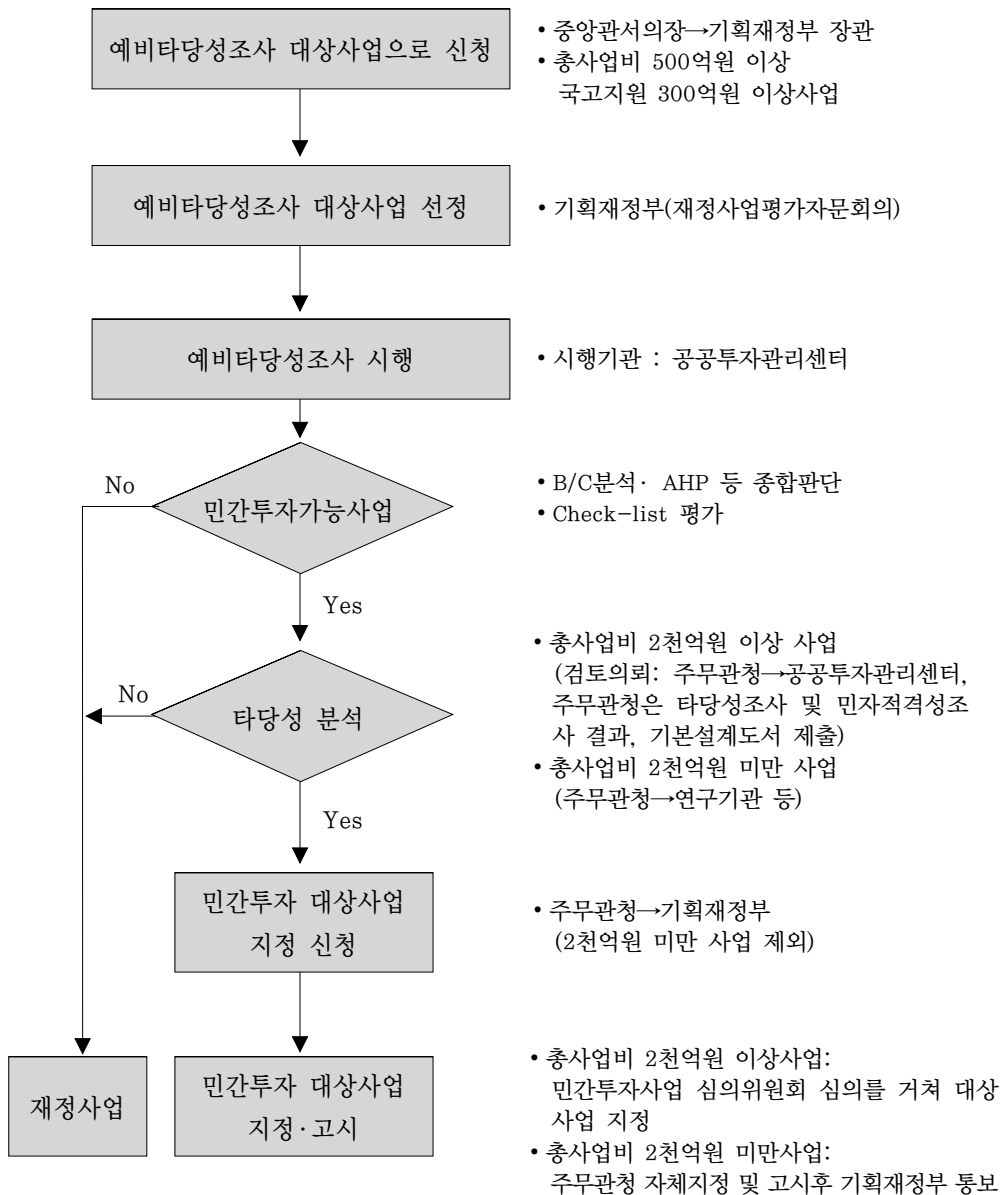 예비타당성조사 대상사업으로 신청
• 중앙관서의장→기획재정부 장관
• 총사업비 500억원 이상
국고지원 300억원 이상사업
예비타당성조사 대상사업 선정
• 기획재정부(재정사업평가자문회의)
예비타당성조사 시행
• 시행기관 : 공공투자관리센터
No
민간투자가능사업
• B/C분석· AHP 등 종합판단
• Check-list 평가
Yes
No
타당성 분석
• 총사업비 2천억원 이상 사업
(검토의뢰: 주무관청→공공투자관리센터,
주무관청은 타당성조사 및 민자적격성조
사 결과, 기본설계도서 제출)
• 총사업비 2천억원 미만 사업
(주무관청→연구기관 등)
Yes
민간투자 대상사업
지정 신청
• 주무관청→기획재정부
(2천억원 미만 사업 제외)
재정사업
민간투자 대상사업
지정·고시
• 총사업비 2천억원 이상사업:
민간투자사업 심의위원회 심의를 거쳐 대상
사업 지정
• 총사업비 2천억원 미만사업:
주무관청 자체지정 및 고시후 기획재정부 통보